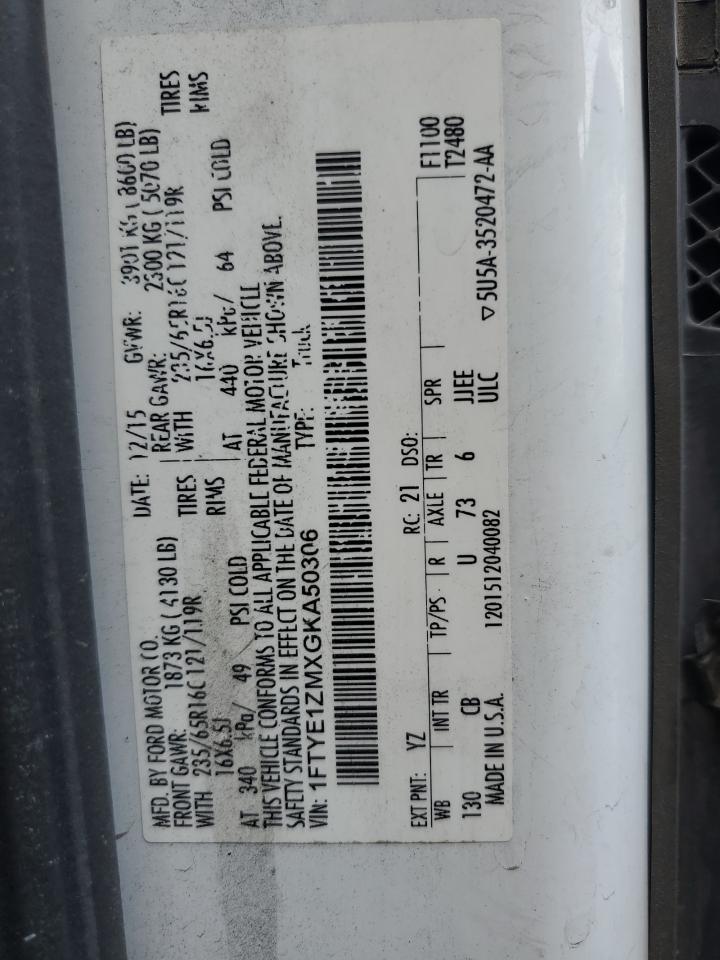 MFD. BY FORD MOTOR CO. DATE: 12/15 GVWR: 3901 KG ( 8600 LB)
FRONT GAWR: 1873 KG ( 4130 LB) REAR GAWR: 2300 KG ( 5070 LB)
WITH 235/65R16C 121/119R TIRES WITH 235/65R16C 121/119R TIRES
16X6.5J RIMS 16X6.5J RIMS
AT 340 kPa/ 49 PSI COLD AT 440 kPa/ 64 PSI COLD
THIS VEHICLE CONFORMS TO ALL APPLICABLE FEDERAL MOTOR VEHICLE
SAFETY STANDARDS IN EFFECT ON THE DATE OF MANUFACTURE SHOWN ABOVE.
VIN: 1FTYE1ZMXGKA50306 TYPE: Truck
EXT PNT: YZ RC: 21 DSO: F1100
WB INT TR TP/PS R AXLE TR SPR T2480
130 CB U 73 6 JJEE
MADE IN U.S.A. 1201512040082 ULC ▽5U5A-3520472-AA